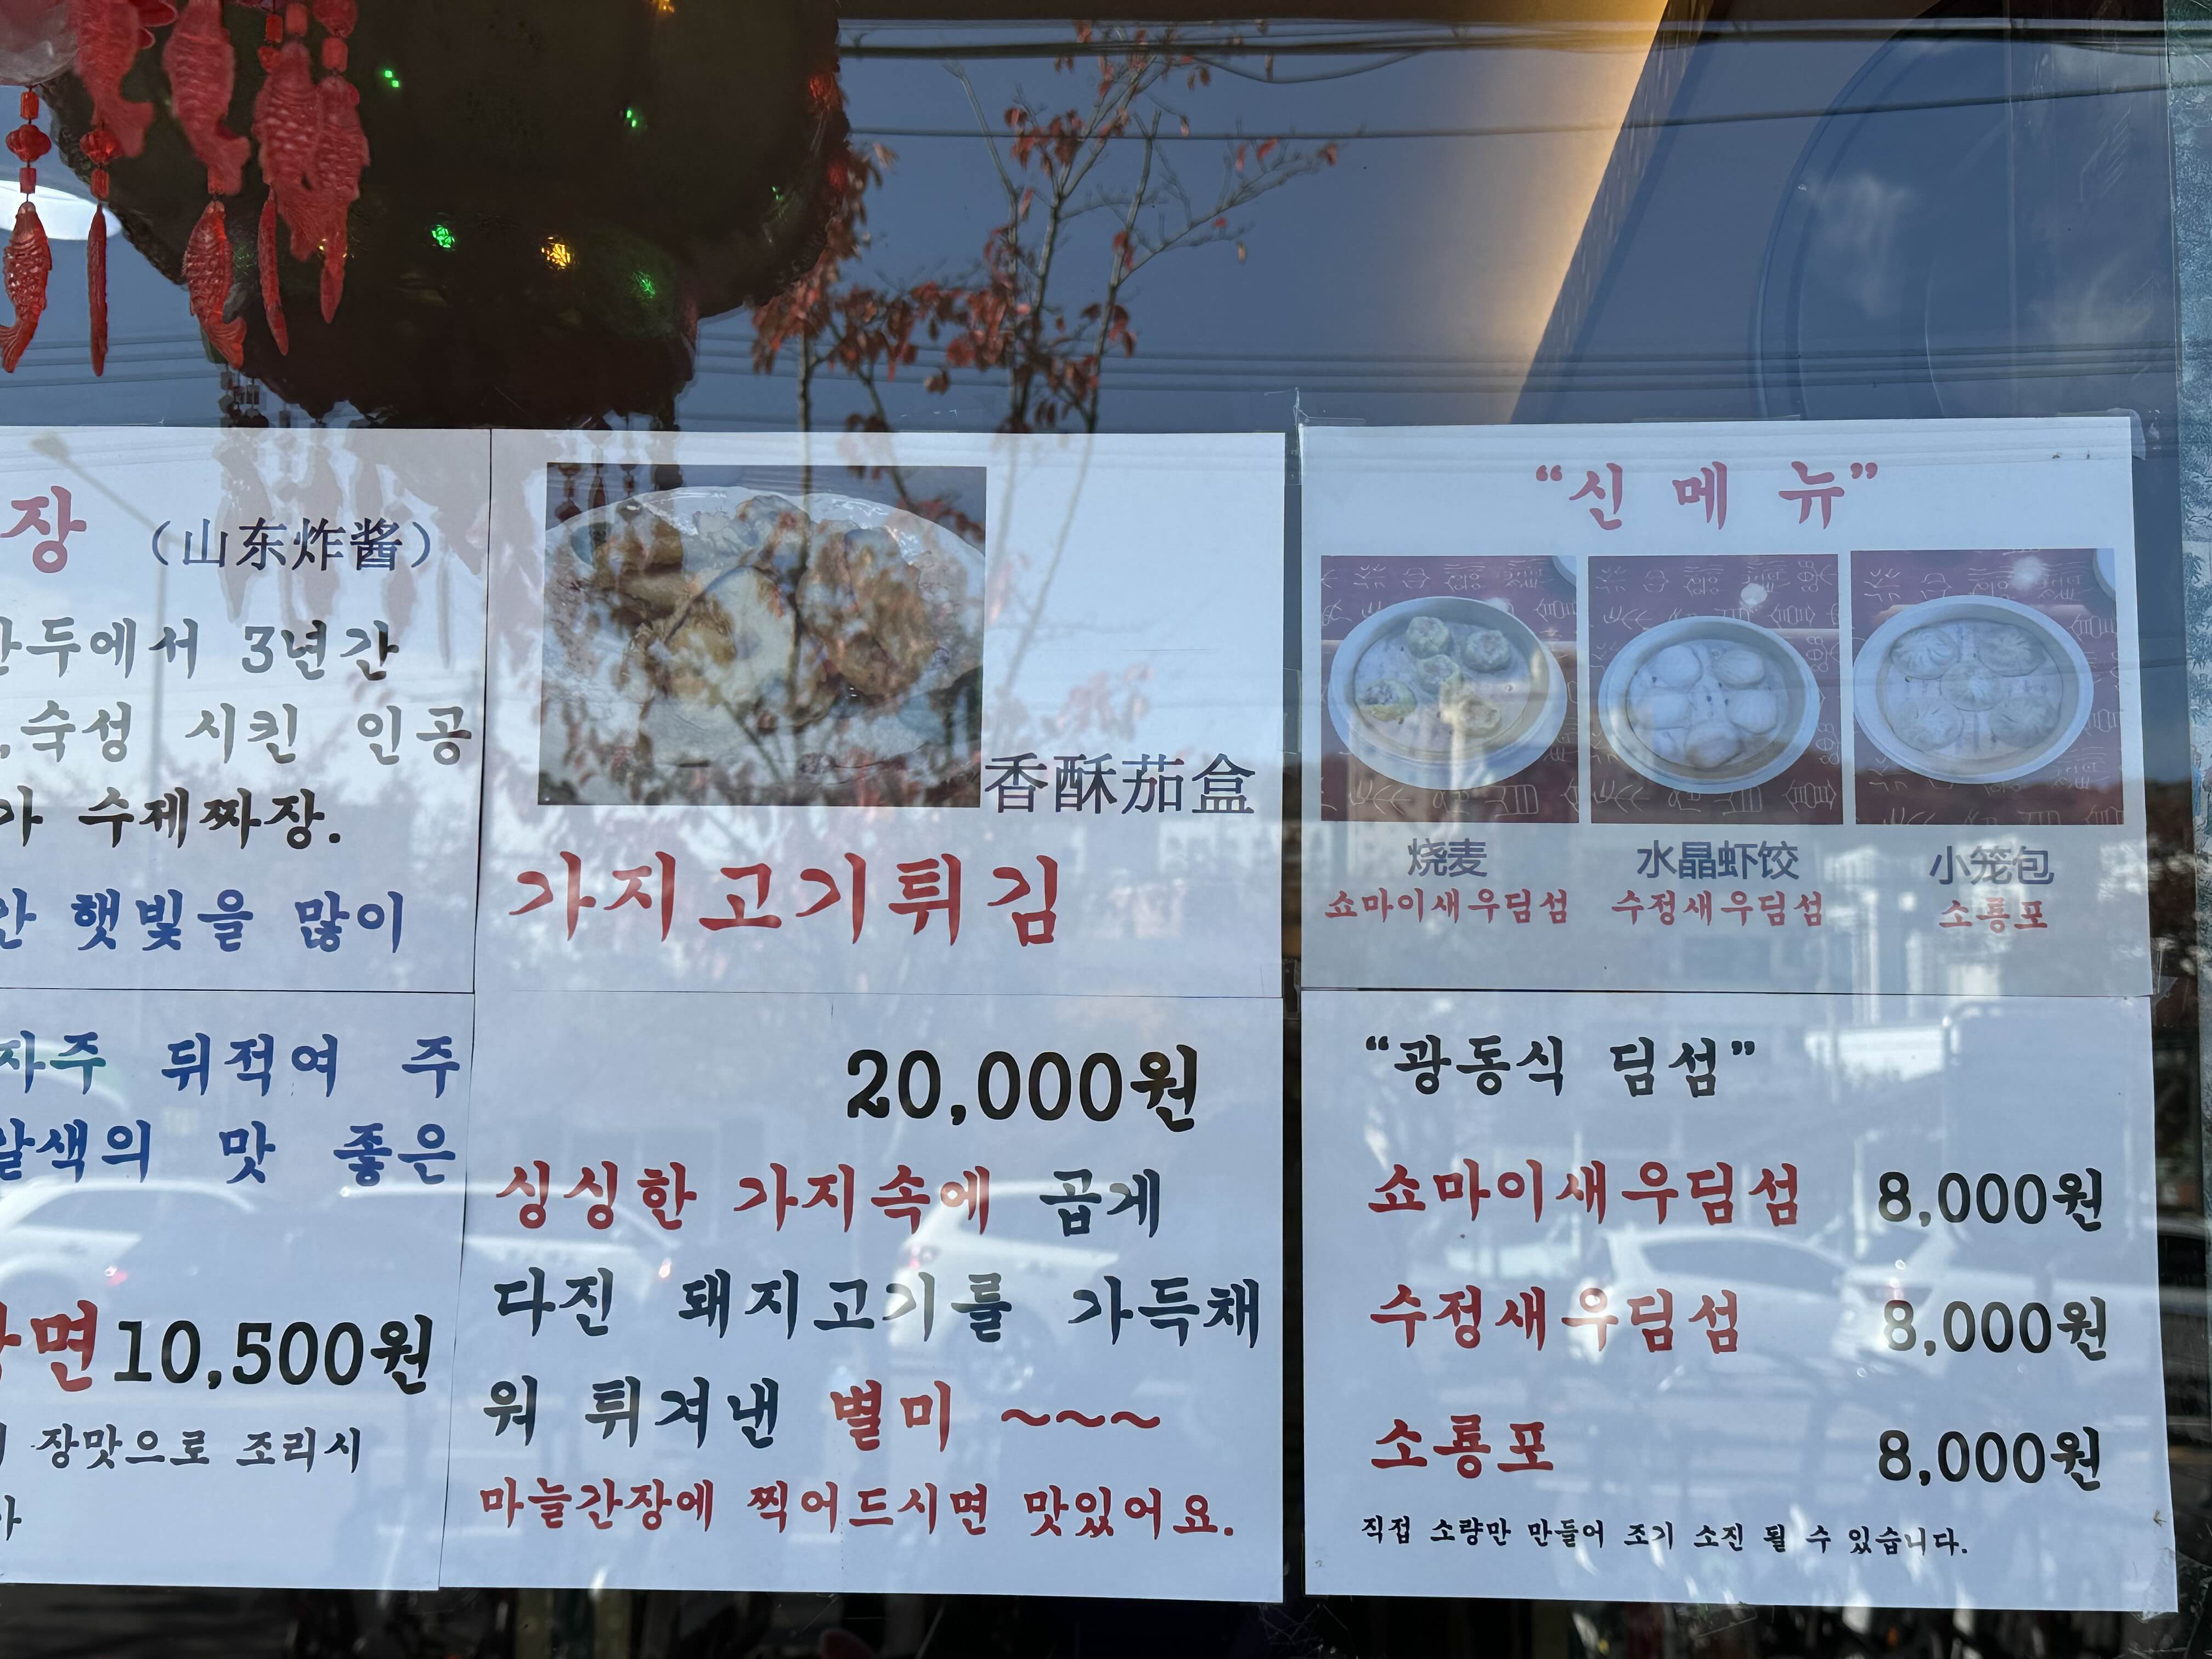 장 (山东炸酱)
만두에서 3년간
숙성 시킨 인공
가 수제짜장.
안 햇빛을 많이
자주 뒤적여 주
갈색의 맛 좋은
면 10,500원
장맛으로 조리시
香酥茄盒
가지고기튀김
20,000원
싱싱한 가지속에 곱게
다진 돼지고기를 가득채
워 튀겨낸 별미 ~~~
마늘간장에 찍어드시면 맛있어요.
“신 메 뉴”
烧麦 水晶虾饺 小笼包
쇼마이새우딤섬 수정새우딤섬 소룡포
“광동식 딤섬”
쇼마이새우딤섬 8,000원
수정새우딤섬 8,000원
소룡포 8,000원
직접 소량만 만들어 조기 소진 될 수 있습니다.